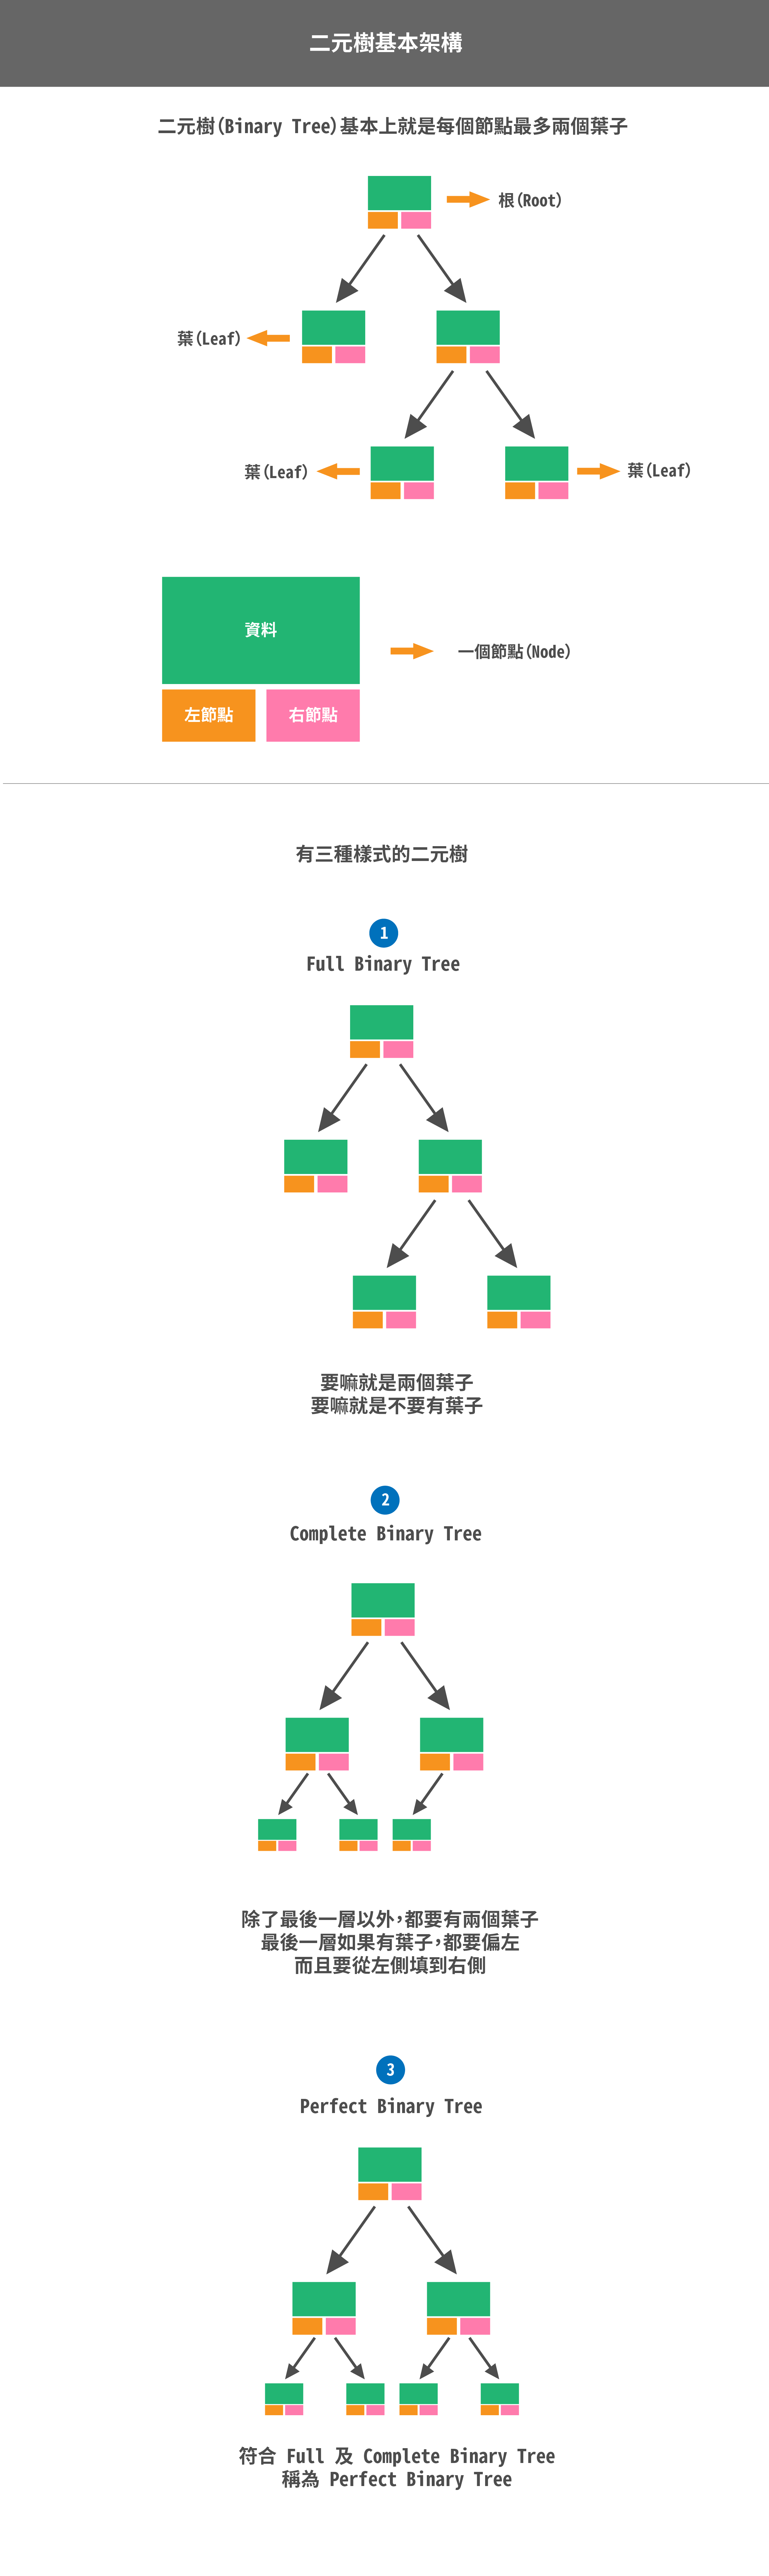 二元樹基本架構
二元樹(Binary Tree)基本上就是每個節點最多兩個葉子
根(Root)
葉(Leaf)
葉(Leaf)
葉(Leaf)
資料
一個節點(Node)
左節點
右節點
有三種樣式的二元樹
1
Full Binary Tree
要嘛就是兩個葉子
要嘛就是不要有葉子
2
Complete Binary Tree
除了最後一層以外,都要有兩個葉子
最後一層如果有葉子,都要偏左
而且要從左側填到右側
3
Perfect Binary Tree
符合 Full 及 Complete Binary Tree
稱為 Perfect Binary Tree